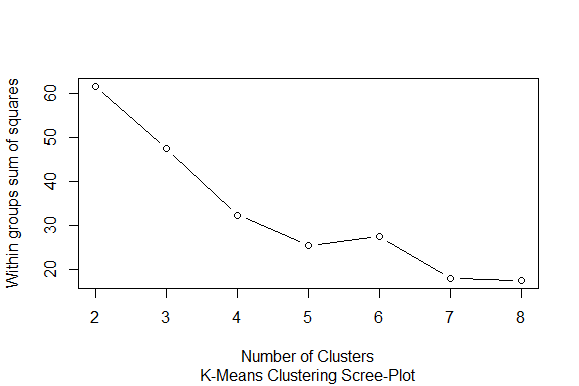 Within groups sum of squares
60
50
40
30
20
2 3 4 5 6 7 8
Number of Clusters
K-Means Clustering Scree-Plot